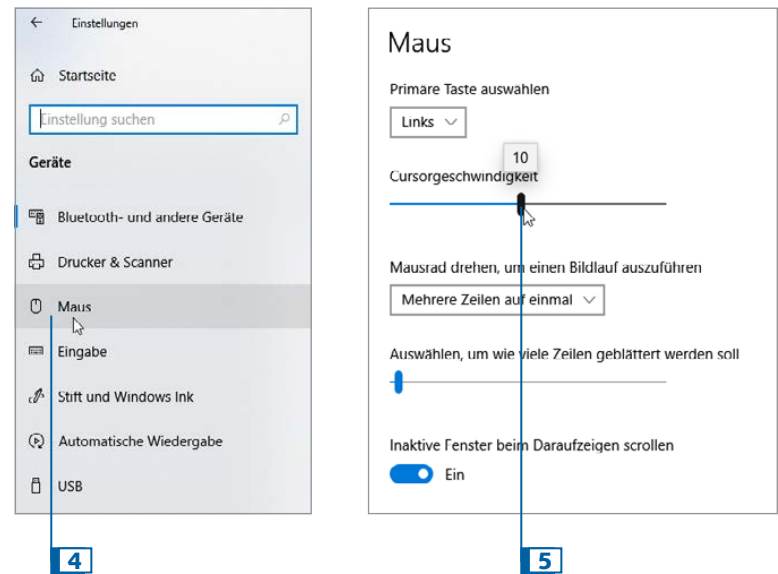 Einstellungen
Startseite
Einstellung suchen
Geräte
Bluetooth- und andere Geräte
Drucker & Scanner
Maus
Eingabe
Stift und Windows Ink
Automatische Wiedergabe
USB
4
Maus
Primäre Taste auswählen
Links
10
Cursorgeschwindigkeit
Mausrad drehen, um einen Bildlauf auszuführen
Mehrere Zeilen auf einmal
Auswählen, um wie viele Zeilen geblättert werden soll
Inaktive Fenster beim Daraufzeigen scrollen
Ein
5